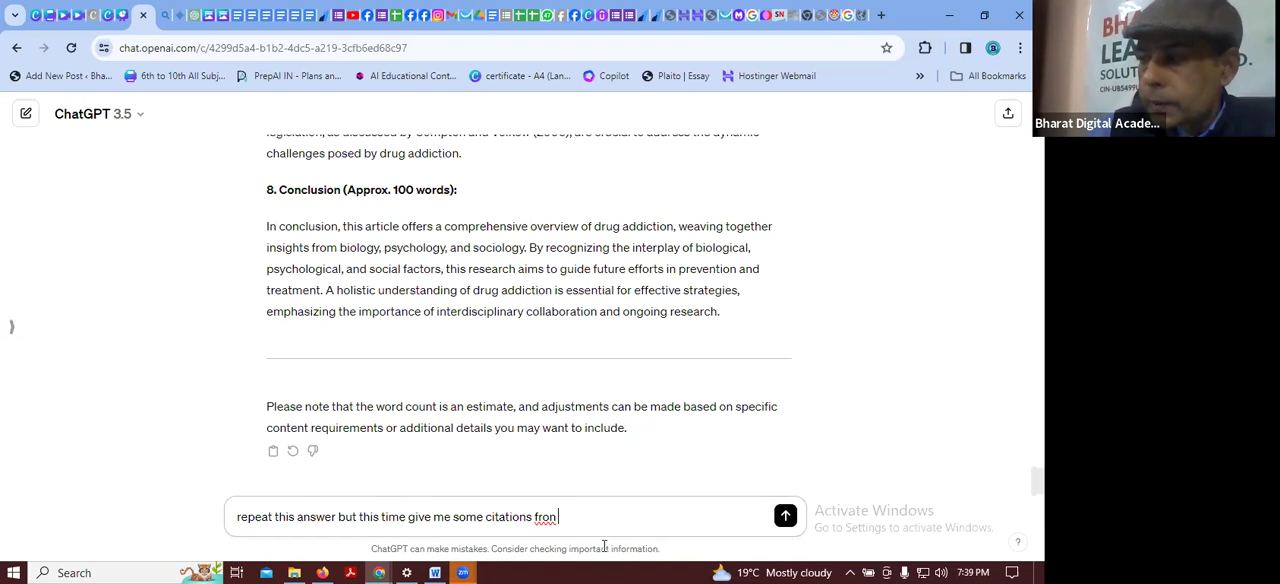 chat.openai.com/c/4299d5a4-b1b2-4dc5-a219-3cfb6ed68c97
Add New Post ‹ Bha...
6th to 10th All Subj...
PrepAI IN - Plans an...
AI Educational Cont...
certificate - A4 (Lan...
Copilot
Plaito | Essay
Hostinger Webmail
»
All Bookmarks
BHA
LEA
SOLUT
D.
Bharat Digital Acade...
ChatGPT 3.5
challenges posed by drug addiction.
8. Conclusion (Approx. 100 words):
In conclusion, this article offers a comprehensive overview of drug addiction, weaving together
insights from biology, psychology, and sociology. By recognizing the interplay of biological,
psychological, and social factors, this research aims to guide future efforts in prevention and
treatment. A holistic understanding of drug addiction is essential for effective strategies,
emphasizing the importance of interdisciplinary collaboration and ongoing research.
Please note that the word count is an estimate, and adjustments can be made based on specific
content requirements or additional details you may want to include.
repeat this answer but this time give me some citations fron
Activate Windows
Go to Settings to activate Windows.
ChatGPT can make mistakes. Consider checking important information.
?
Search
19°C Mostly cloudy
7:39 PM